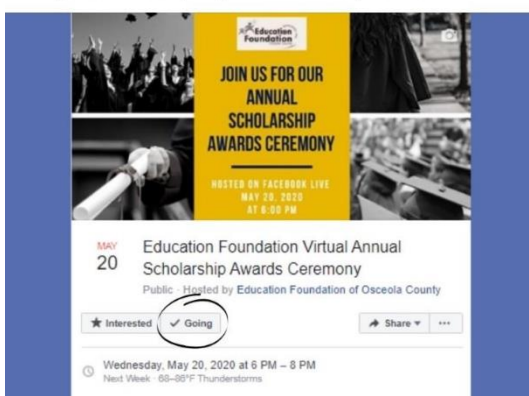 Education
Foundation
JOIN US FOR OUR
ANNUAL
SCHOLARSHIP
AWARDS CEREMONY
HOSTED ON FACEBOOK LIVE
MAY 20, 2020
AT 6:00 PM
MAY
20
Education Foundation Virtual Annual
Scholarship Awards Ceremony
Public · Hosted by Education Foundation of Osceola County
Interested ✓ Going Share ▾ ···
Wednesday, May 20, 2020 at 6 PM – 8 PM
Next Week · 68–86°F Thunderstorms